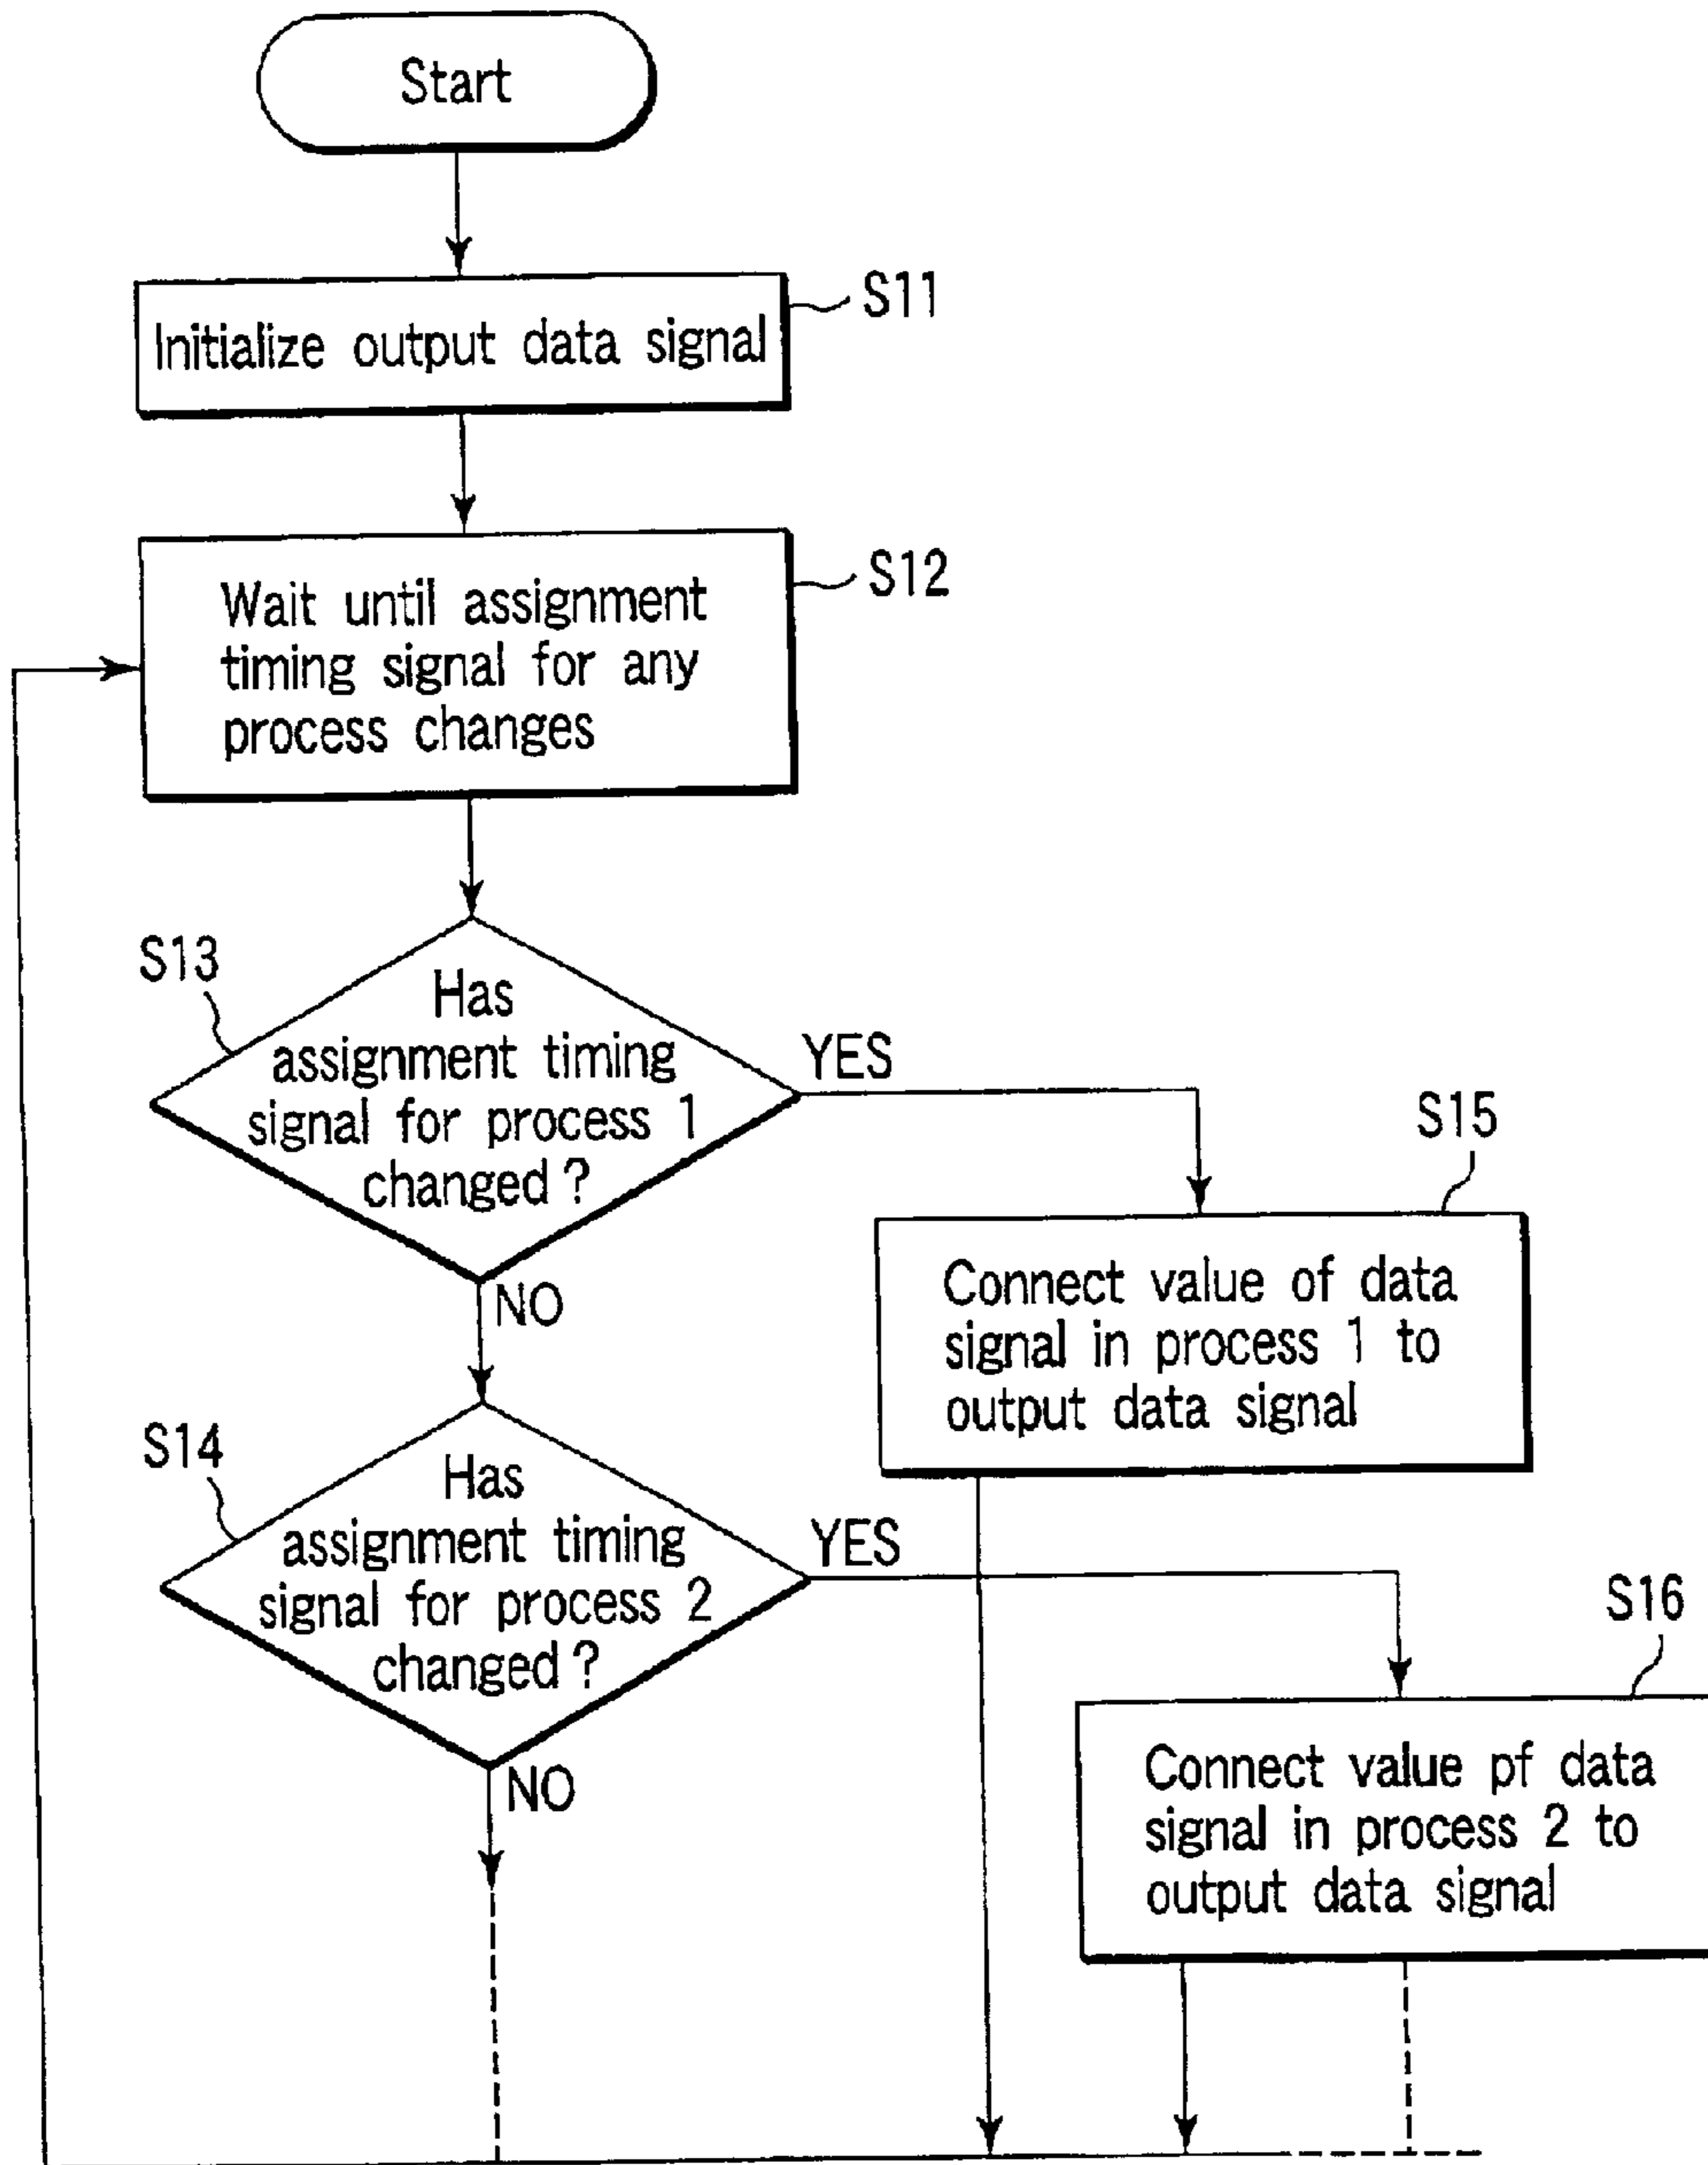 Start
S11
Initialize output data signal
S12
Wait until assignment
timing signal for any
process changes
S13
Has
assignment timing
signal for process 1
changed ?
YES
NO
S15
Connect value of data
signal in process 1 to
output data signal
S14
Has
assignment timing
signal for process 2
changed ?
YES
NO
S16
Connect value pf data
signal in process 2 to
output data signal